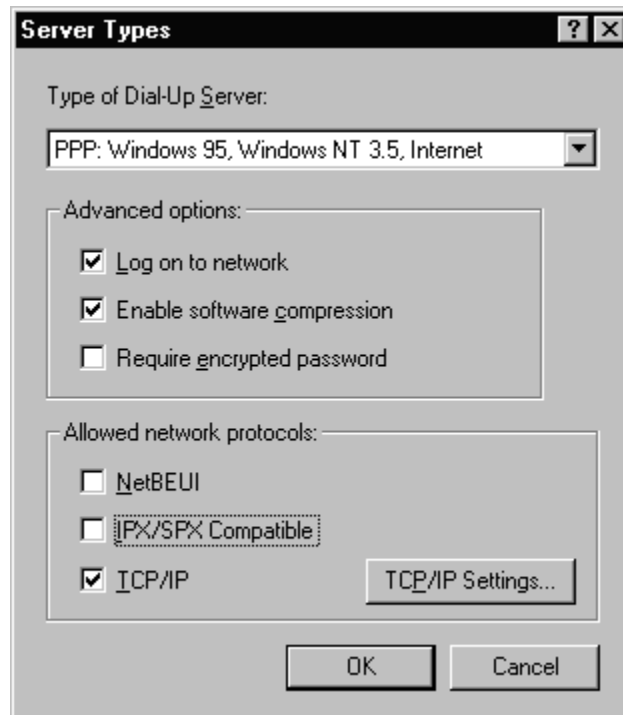 Server Types
Type of Dial-Up Server:
PPP: Windows 95, Windows NT 3.5, Internet
Advanced options:
Log on to network
Enable software compression
Require encrypted password
Allowed network protocols:
NetBEUI
IPX/SPX Compatible
TCP/IP
TCP/IP Settings...
OK
Cancel